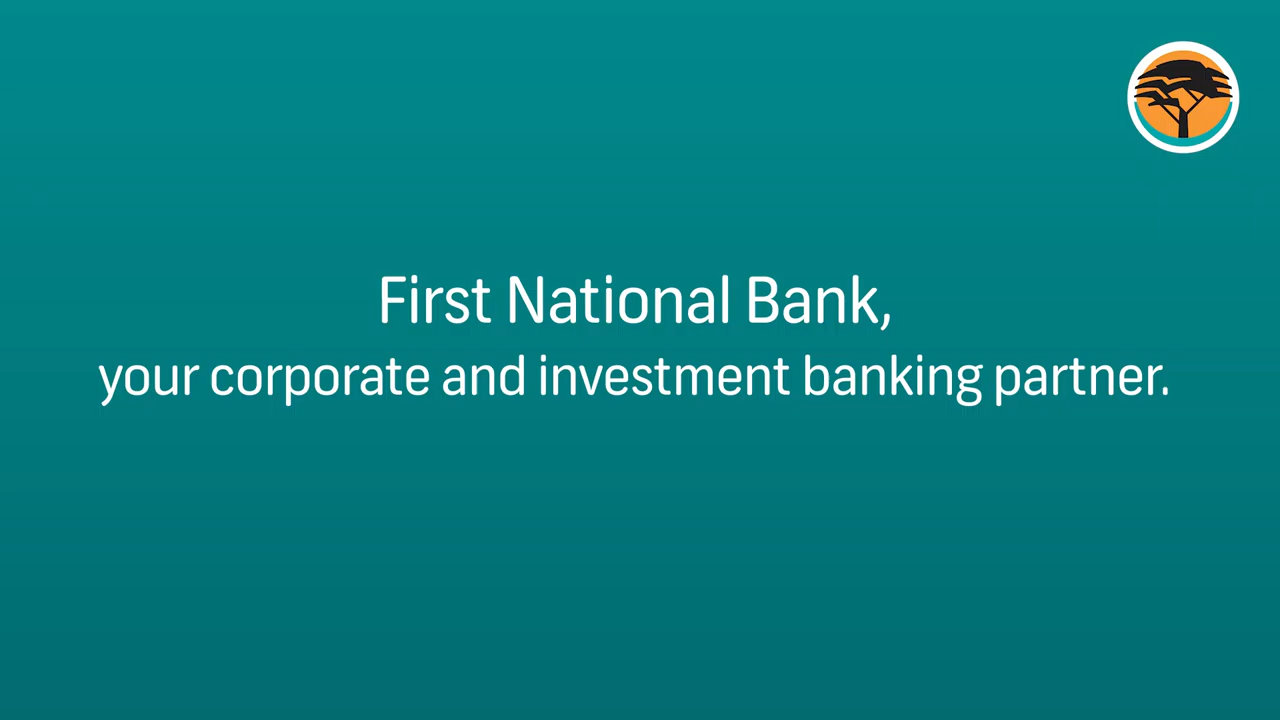 First National Bank,
your corporate and investment banking partner.